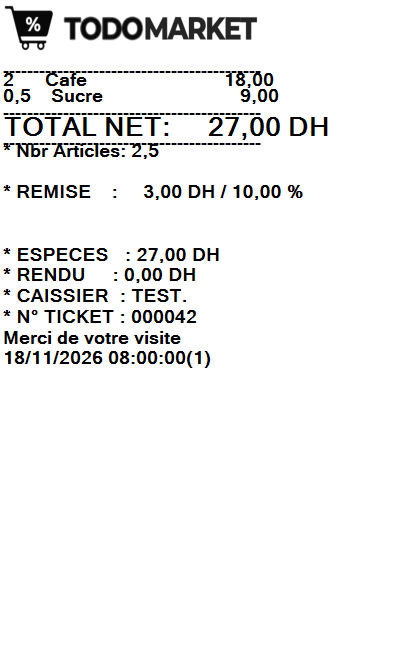 %
TODOMARKET
2 Cafe 18,00
0,5 Sucre 9,00
TOTAL NET: 27,00 DH
* Nbr Articles: 2,5
* REMISE : 3,00 DH / 10,00 %
* ESPECES : 27,00 DH
* RENDU : 0,00 DH
* CAISSIER : TEST.
* N° TICKET : 000042
Merci de votre visite
18/11/2026 08:00:00(1)